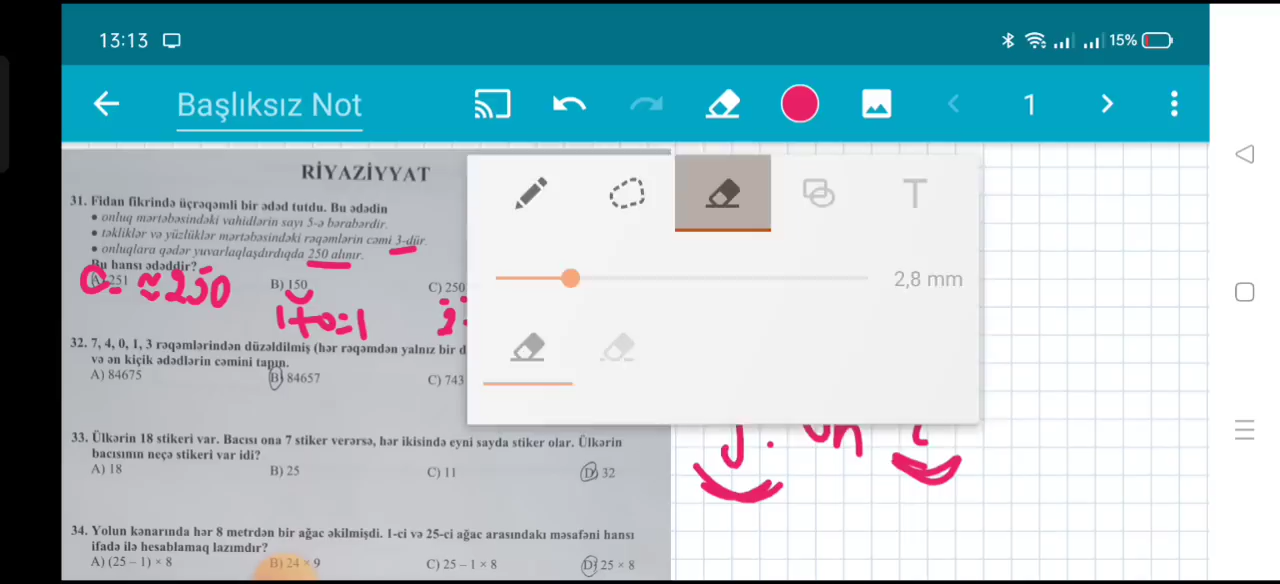 13:13
15%
Başlıksız Not
1
RİYAZİYYAT
31. Fidan fikrində üçrəqəmli bir ədəd tutdu. Bu ədədin
• onluq mərtəbəsindəki vahidlərin sayı 5-ə bərabərdir.
• təkliklər və yüzlüklər mərtəbəsindəki rəqəmlərin cəmi 3-dür.
• onluqlara qədər yuvarlaqlaşdırdıqda 250 alınır.
Bu hansı ədəddir?
A) 251
B) 150
C) 250
≈250
1+0=1
2,8 mm
T
32. 7, 4, 0, 1, 3 rəqəmlərindən düzəldilmiş (hər rəqəmdən yalnız bir d
və ən kiçik ədədlərin cəmini tapın.
A) 84675
B) 84657
C) 743
33. Ülkərin 18 stikeri var. Bacısı ona 7 stiker verərsə, hər ikisində eyni sayda stiker olar. Ülkərin
bacısının neçə stikeri var idi?
A) 18
B) 25
C) 11
D) 32
34. Yolun kənarında hər 8 metrdən bir ağac əkilmişdi. 1-ci və 25-ci ağac arasındakı məsafəni hansı
ifadə ilə hesablamaq lazımdır?
A) (25 – 1) × 8
B) 24 × 9
C) 25 – 1 × 8
D) 25 × 8